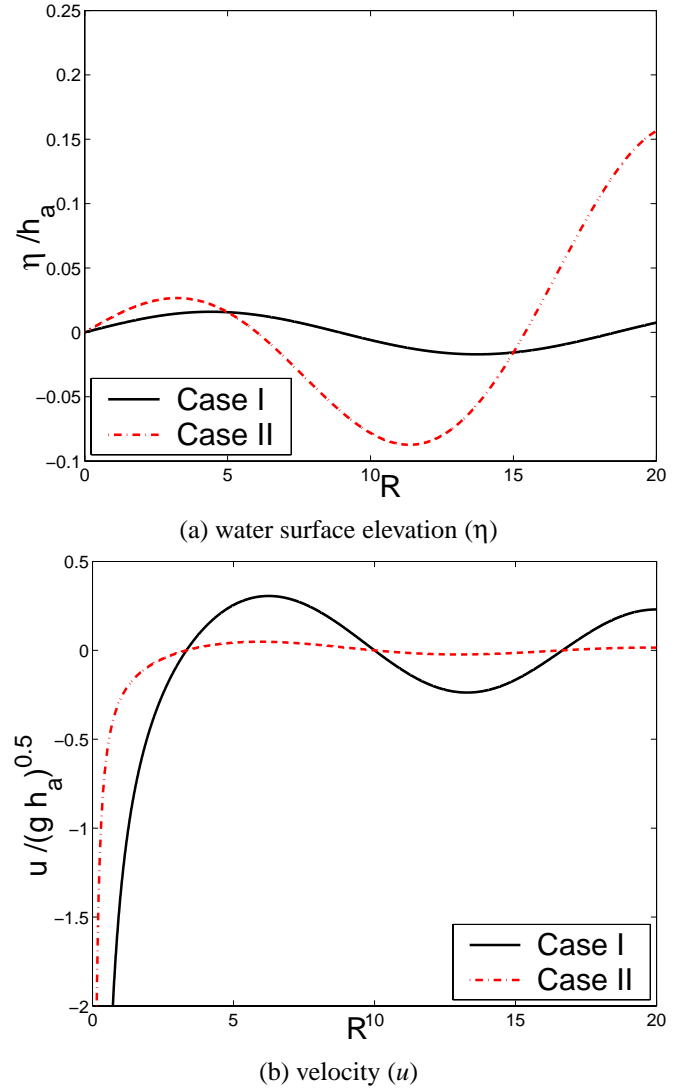 0.25
0.2
0.15
0.1
0.05
0
−0.05
−0.1
η /h_a
Case I
Case II
0 5 10 15 20
R
(a) water surface elevation (η)
0.5
0
−0.5
−1
−1.5
−2
u /(g h_a)^0.5
Case I
Case II
0 5 10 15 20
R
(b) velocity (u)